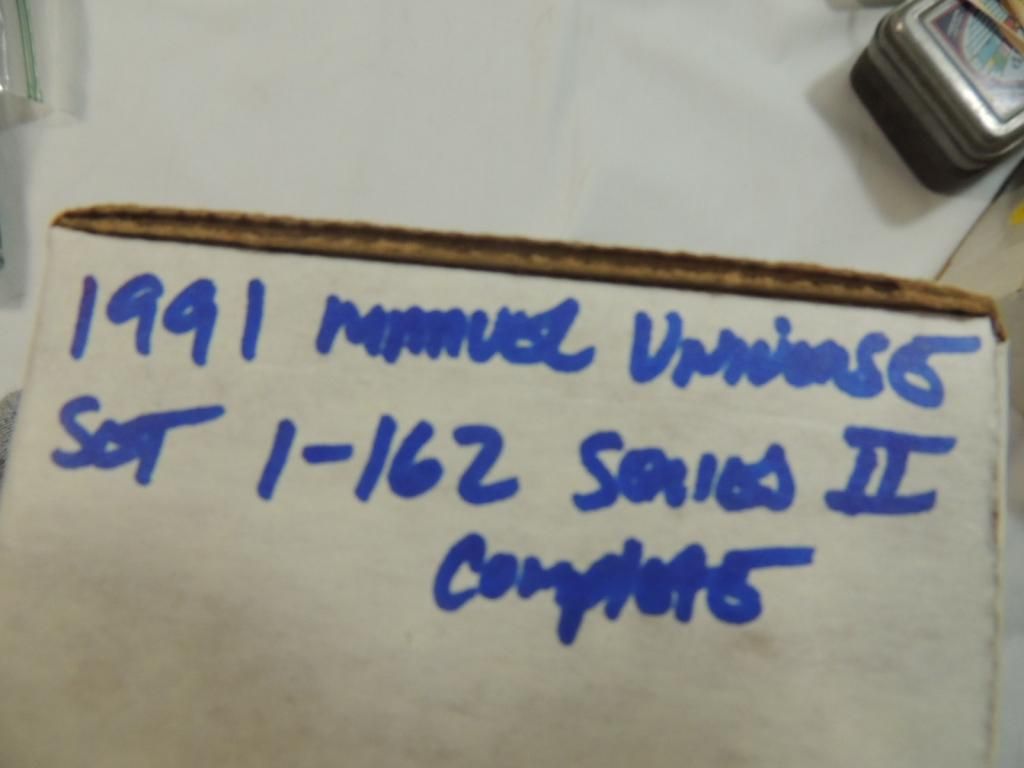 1991 MARVEL UNIVERSE
SET 1-162 SERIES II
COMPLETE